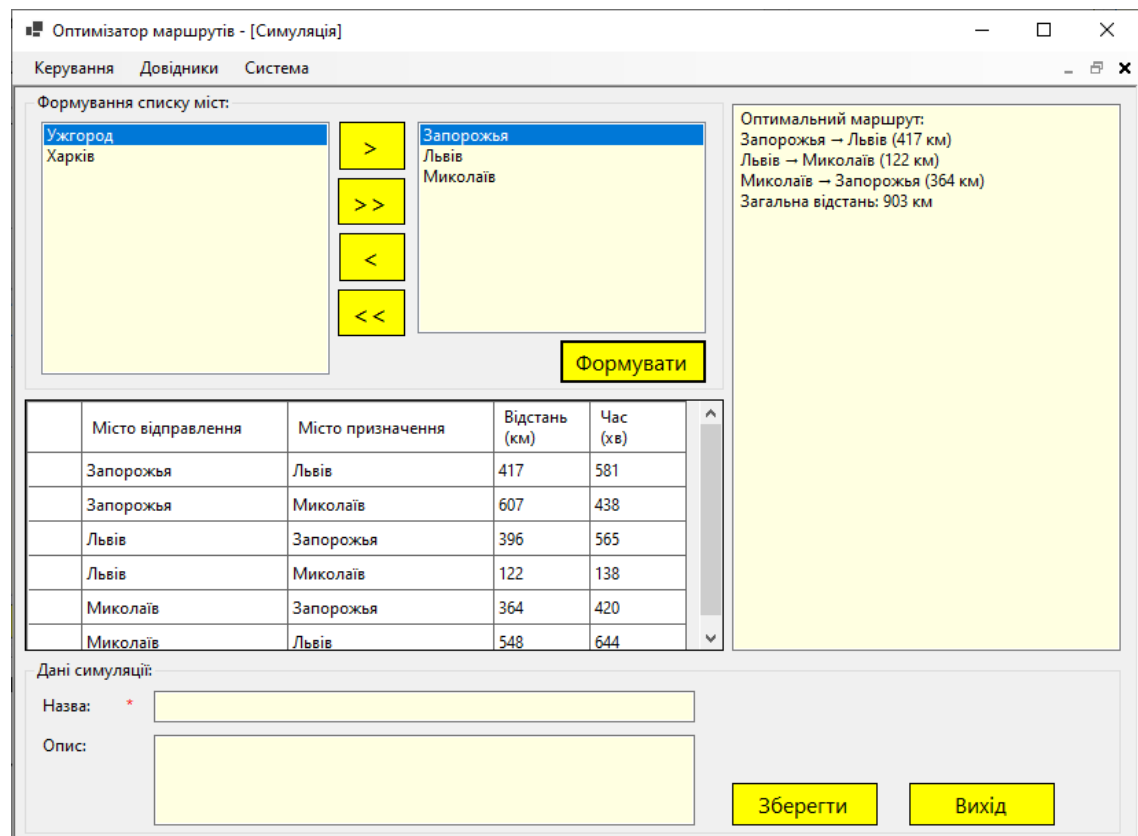 Оптимізатор маршрутів - [Симуляція]
Керування Довідники Система
Формування списку міст:
Ужгород
Харків
>
>>
<
<<
Запорожья
Львів
Миколаїв
Формувати
Оптимальний маршрут:
Запорожья → Львів (417 км)
Львів → Миколаїв (122 км)
Миколаїв → Запорожья (364 км)
Загальна відстань: 903 км
Місто відправлення Місто призначення Відстань (км) Час (хв)
Запорожья Львів 417 581
Запорожья Миколаїв 607 438
Львів Запорожья 396 565
Львів Миколаїв 122 138
Миколаїв Запорожья 364 420
Миколаїв Львів 548 644
Дані симуляції:
Назва: *
Опис:
Зберегти
Вихід